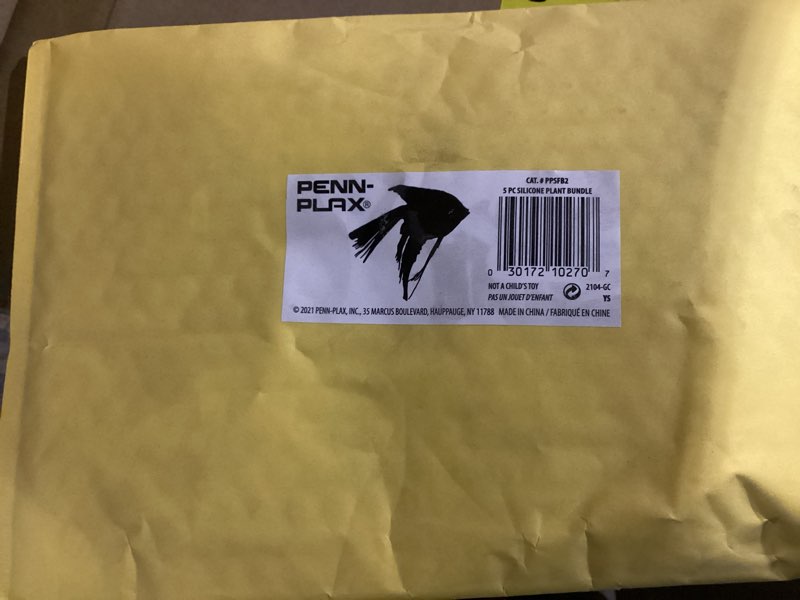 PENN-
PLAX®
CAT. # PPSFB2
5 PC SILICONE PLANT BUNDLE
0 30172 10270 7
NOT A CHILD'S TOY
PAS UN JOUET D'ENFANT
2104-GC
YS
© 2021 PENN-PLAX, INC., 35 MARCUS BOULEVARD, HAUPPAUGE, NY 11788 MADE IN CHINA / FABRIQUÉ EN CHINE